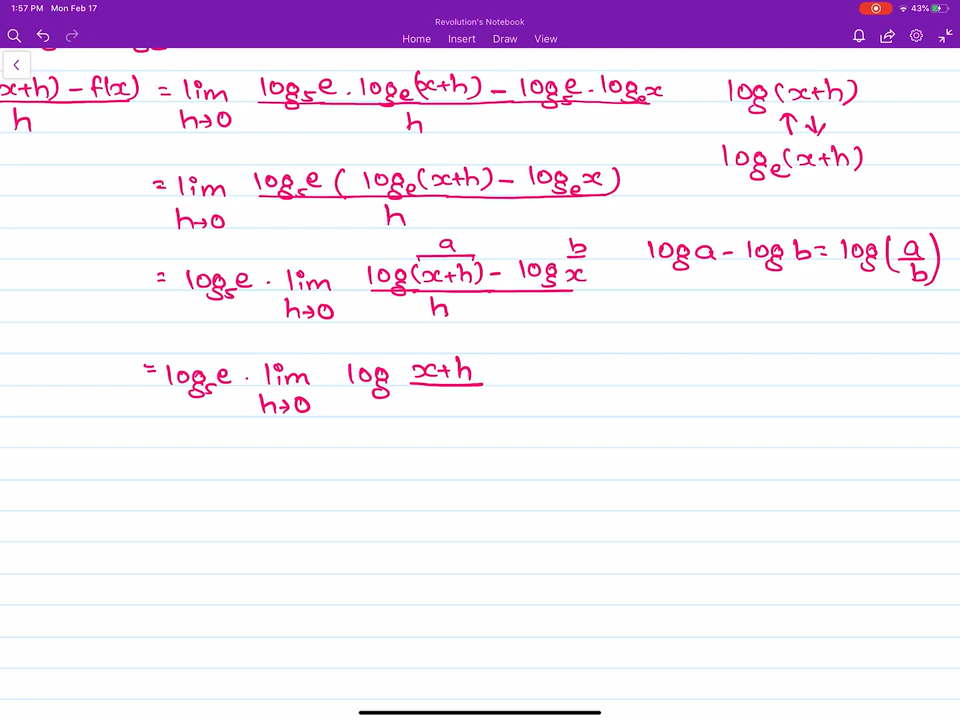 1:57 PM Mon Feb 17
43%
Revolution's Notebook
Home Insert Draw View
x+h) - f(x) / h = lim h→0 log₅e · logₑ(x+h) - log₅e · logₑx / h
log(x+h)
↑↓
logₑ(x+h)
= lim h→0 log₅e ( logₑ(x+h) - logₑx ) / h
a b
= log₅e · lim h→0 log(x+h) - log x / h
log a - log b = log(a/b)
= log₅e · lim h→0 log x+h